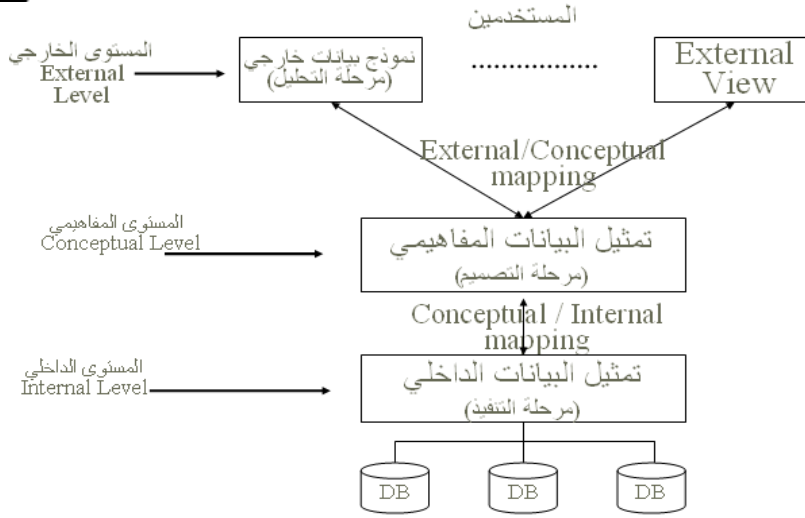 المستخدمين
المستوى الخارجي
External
Level
نموذج بيانات خارجي
(مرحلة التحليل)
.................
External
View
External/Conceptual
mapping
المستوى المفاهيمي
Conceptual Level
تمثيل البيانات المفاهيمي
(مرحلة التصميم)
Conceptual / Internal
mapping
المستوى الداخلي
Internal Level
تمثيل البيانات الداخلي
(مرحلة التنفيذ)
DB
DB
DB